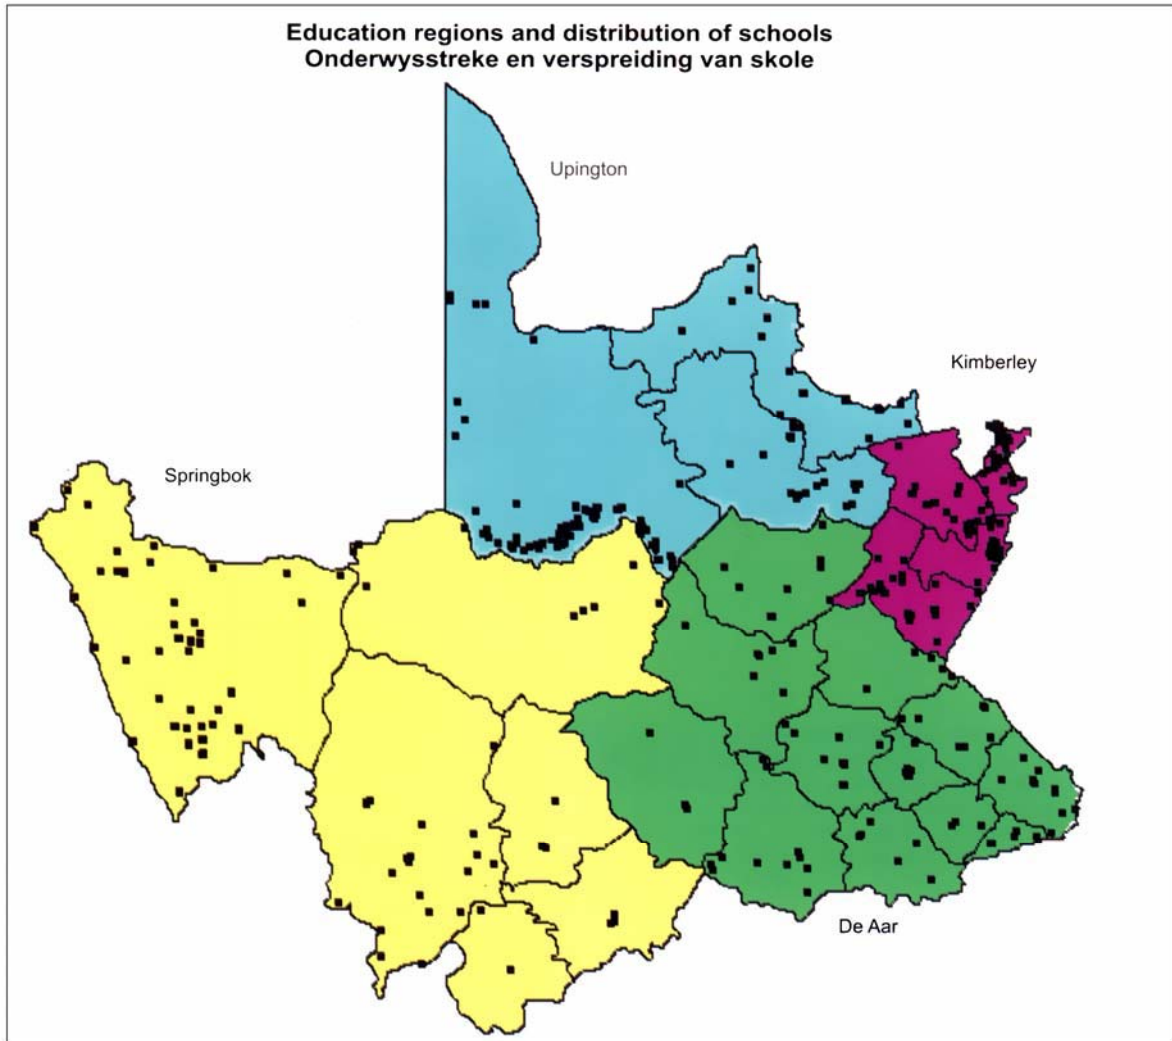 Education regions and distribution of schools
Onderwysstreke en verspreiding van skole
Upington
Kimberley
Springbok
De Aar